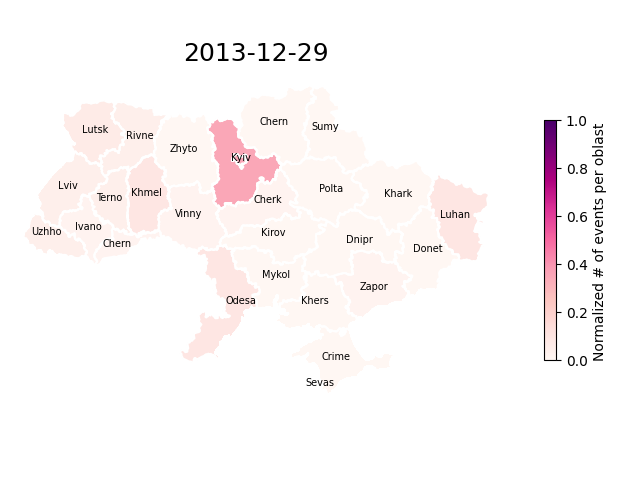 2013-12-29
Chern
Sumy
Lutsk
Rivne
Zhyto
Kyiv
Lviv
Terno
Khmel
Polta
Khark
Cherk
Vinny
Luhan
Uzhho
Ivano
Chern
Kirov
Dnipr
Donet
Mykol
Zapor
Odesa
Khers
Crime
Sevas
1.0
0.8
0.6
0.4
0.2
0.0
Normalized # of events per oblast